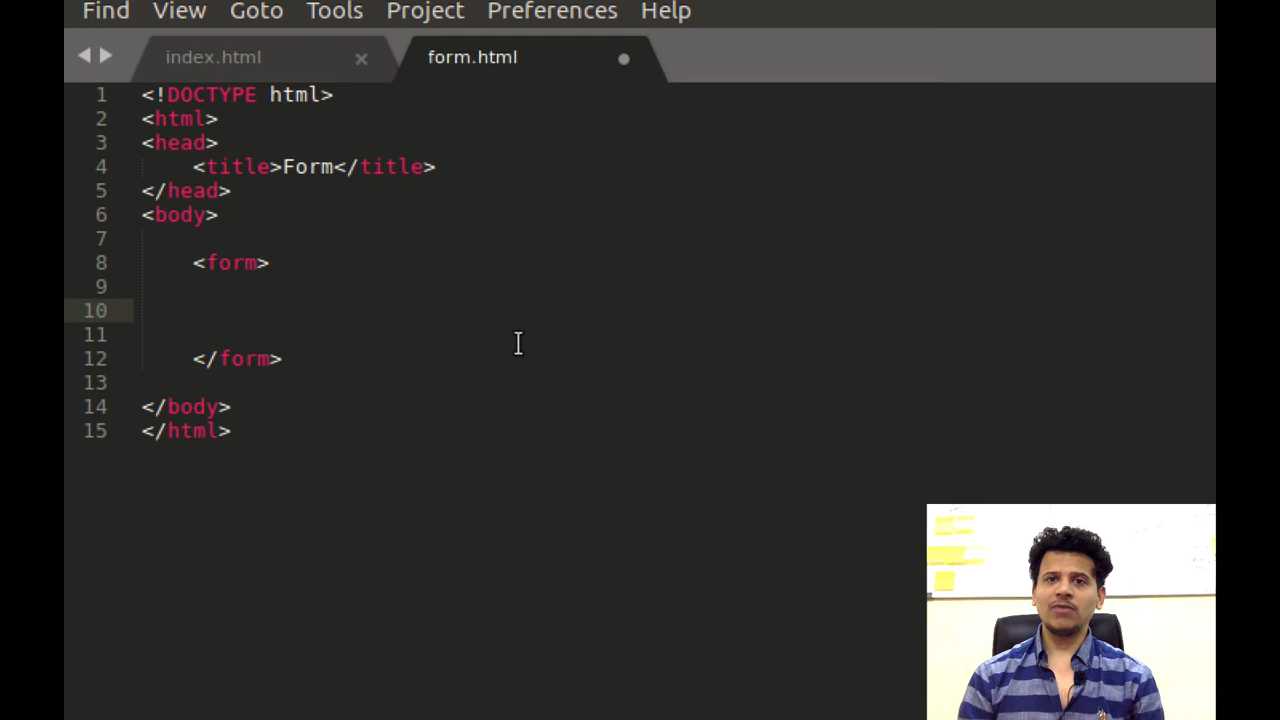 Find View Goto Tools Project Preferences Help
index.html × form.html
1 <!DOCTYPE html>
2 <html>
3 <head>
4 <title>Form</title>
5 </head>
6 <body>
7
8 <form>
9
10
11
12 </form>
13
14 </body>
15 </html>